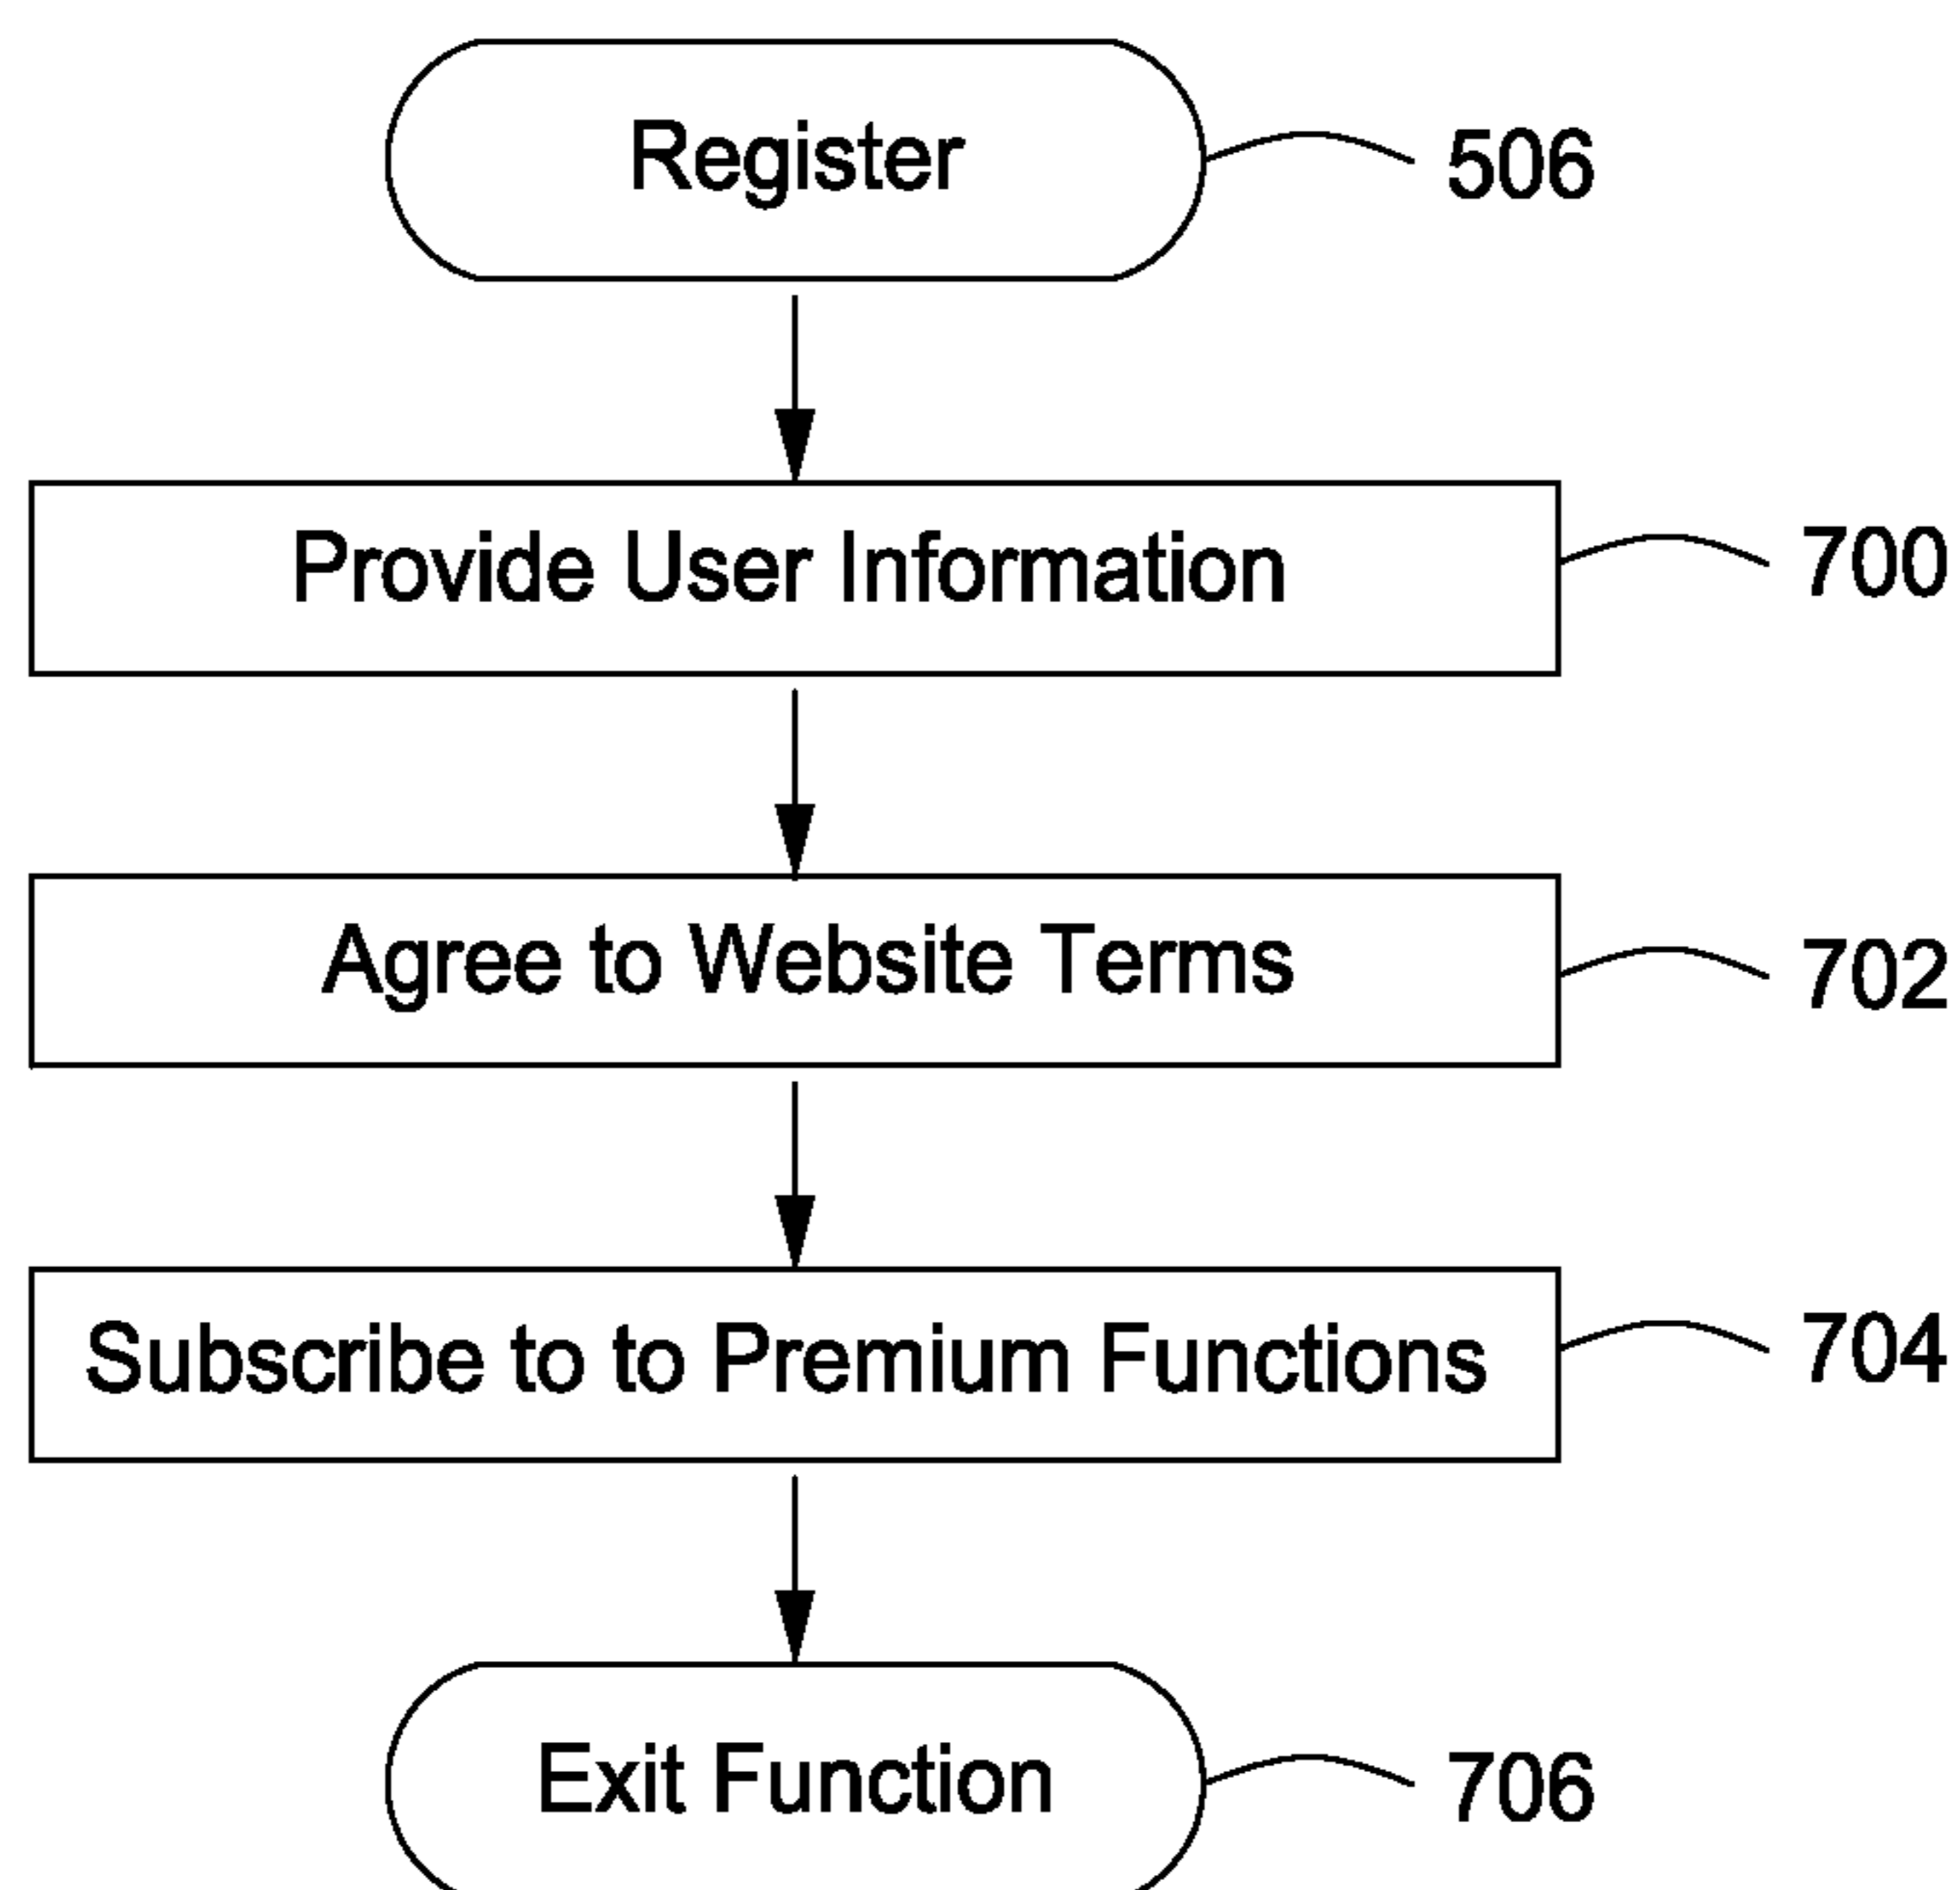 Register
506
Provide User Information
700
Agree to Website Terms
702
Subscribe to to Premium Functions
704
Exit Function
706